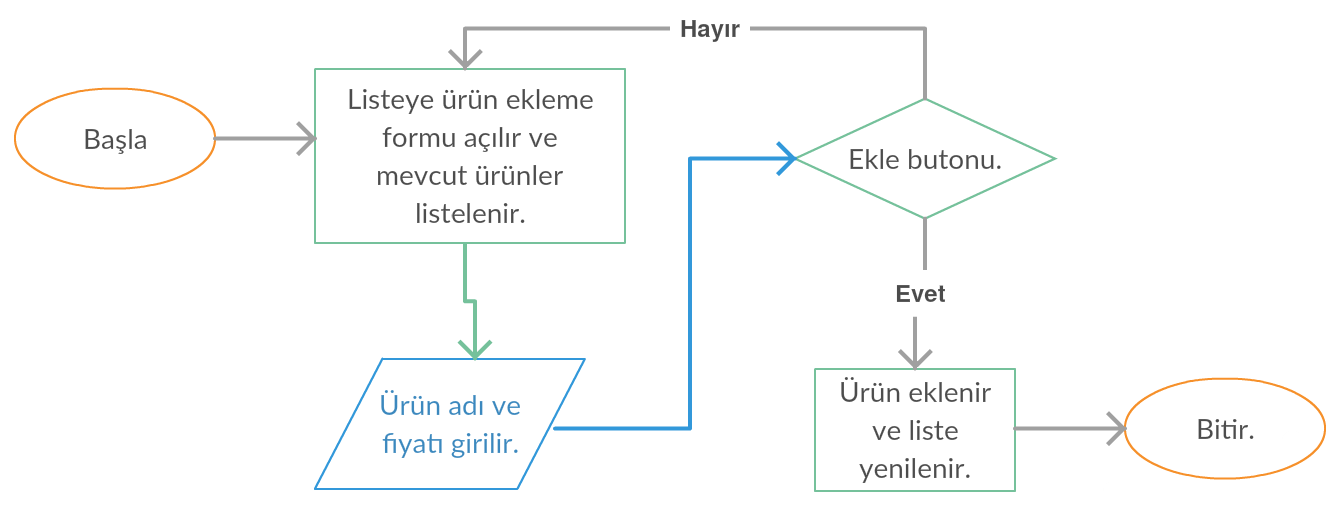 Hayır
Başla
Listeye ürün ekleme
formu açılır ve
mevcut ürünler
listelenir.
Ekle butonu.
Evet
Ürün adı ve
fiyatı girilir.
Ürün eklenir
ve liste
yenilenir.
Bitir.